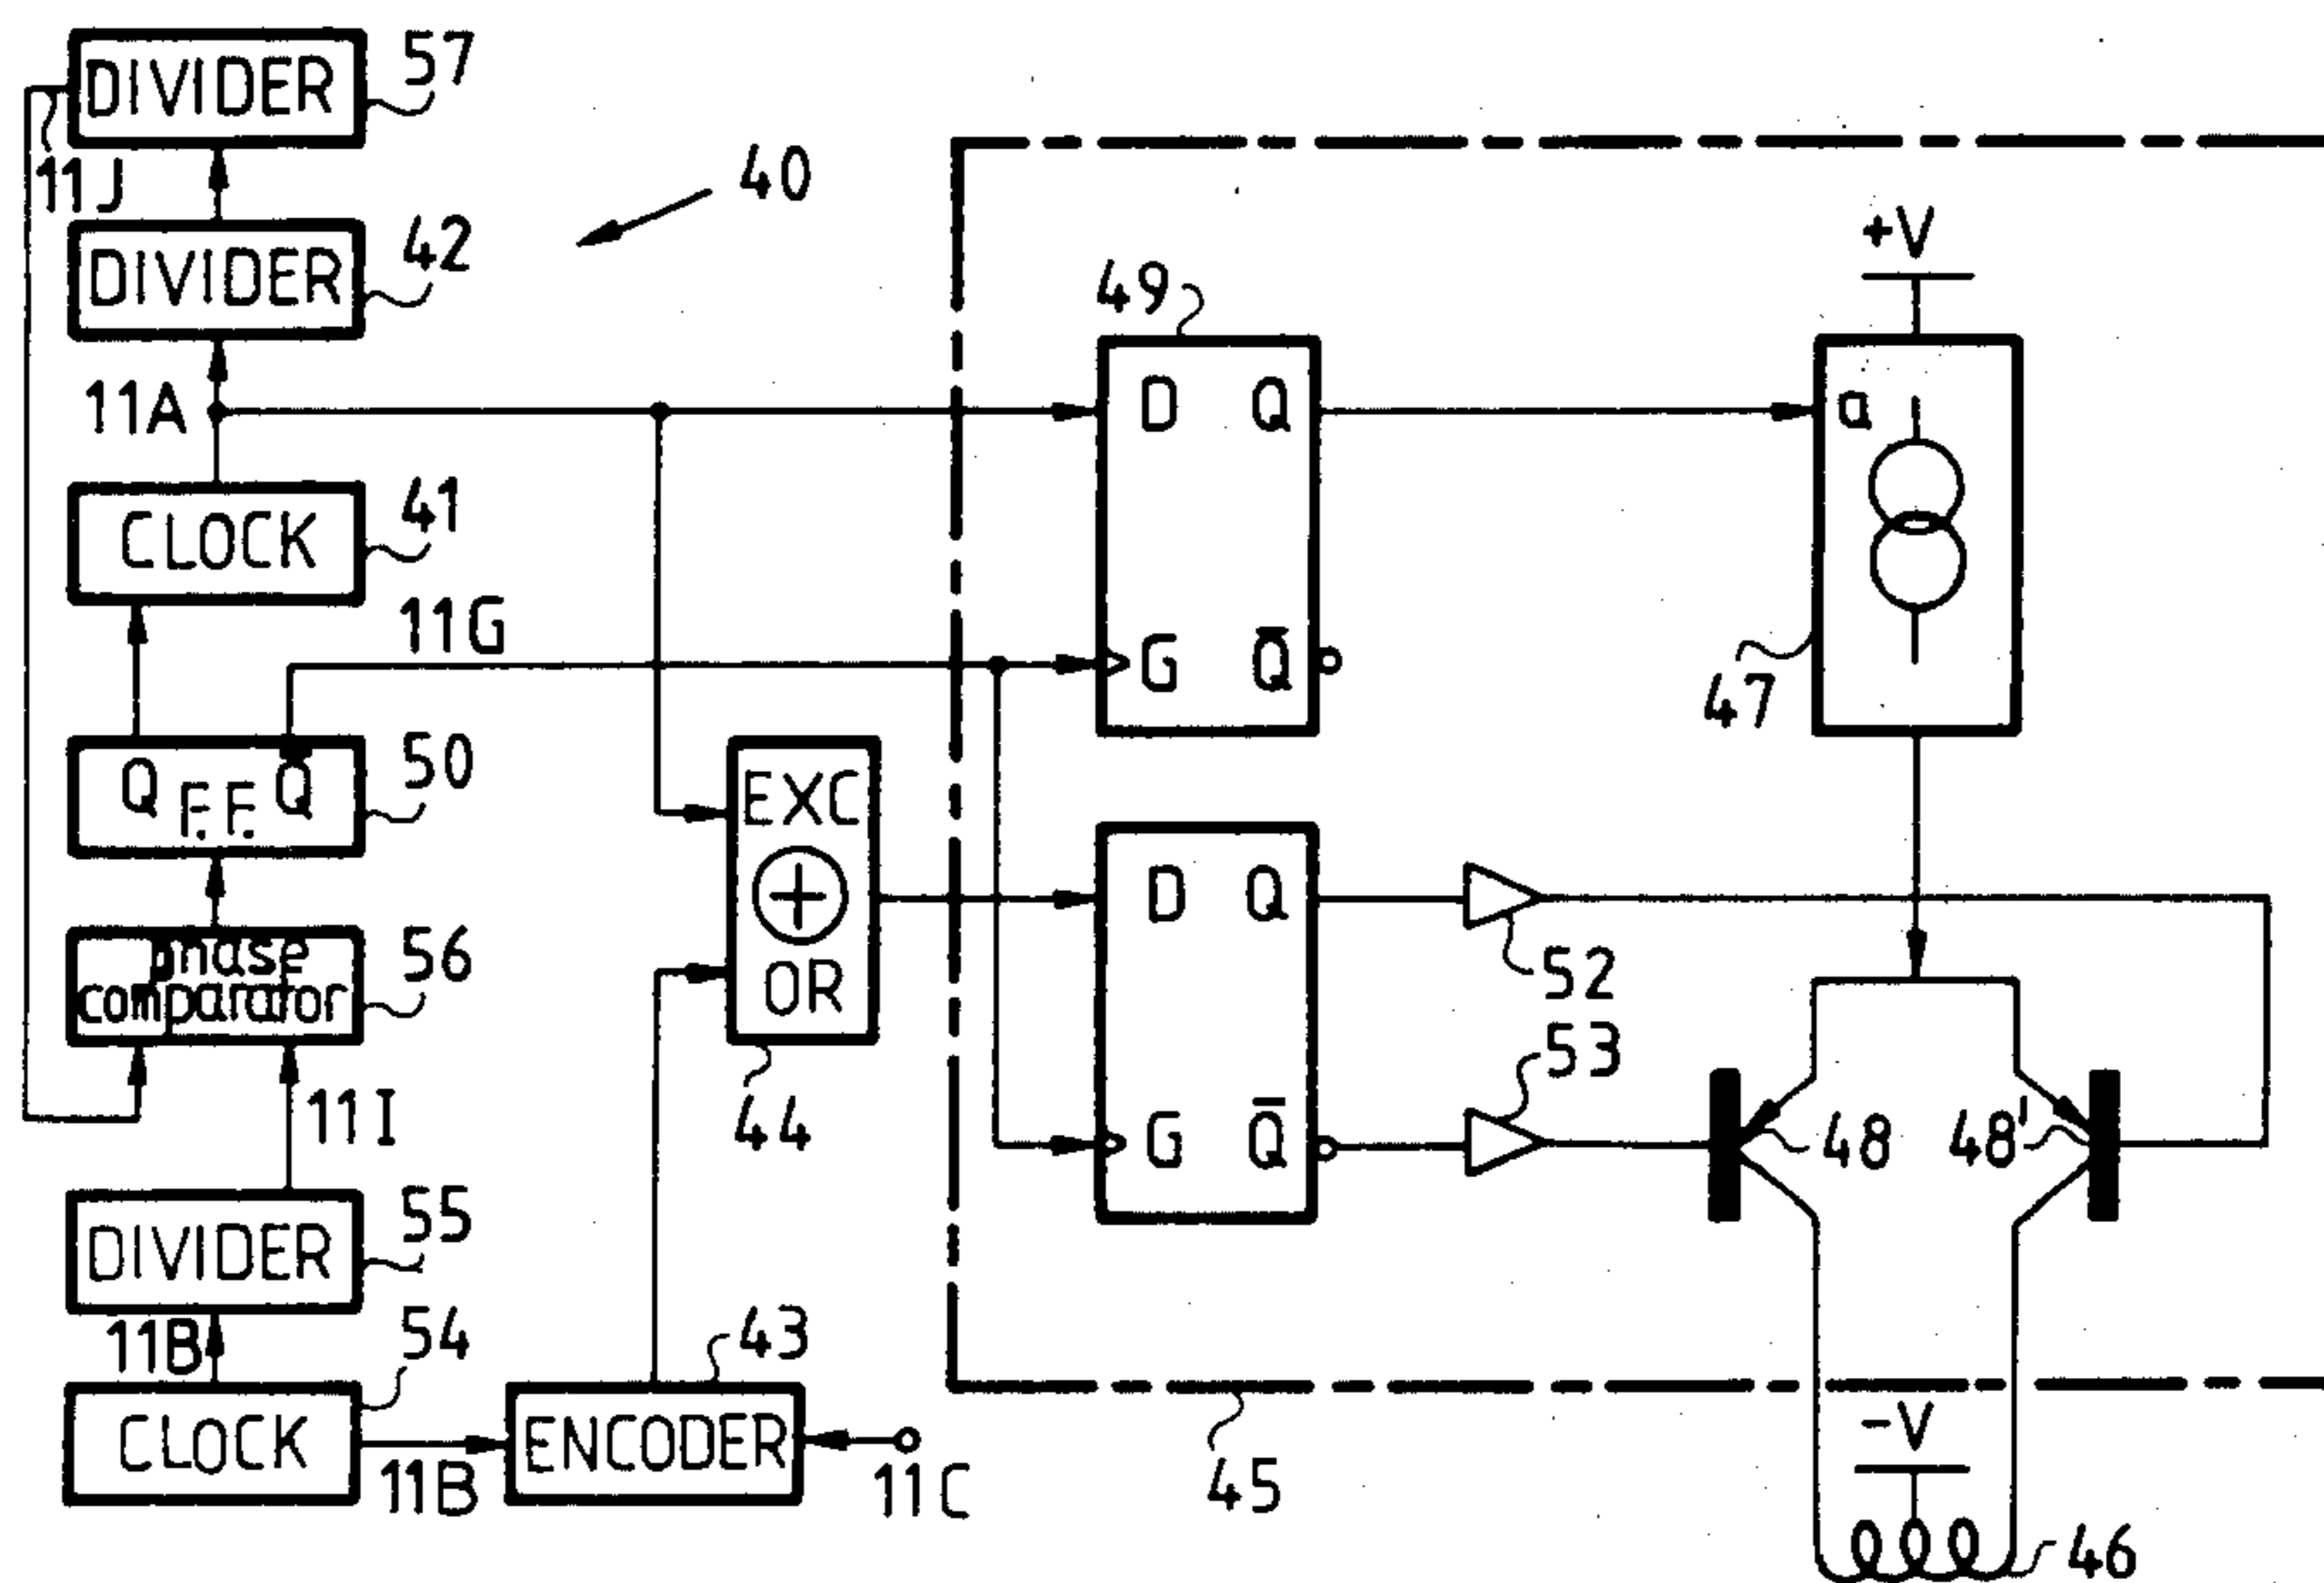 DIVIDER 57
11J
40
DIVIDER 42
+V
49
11A
D Q
a
CLOCK 41
11G
G Q̅
47
Q F.F. Q̅ 50
EXC
OR
44
phase
comparator 56
D Q
52
53
G Q̅
48 48'
11I
DIVIDER 55
11B
CLOCK 54
11B
ENCODER 43
11C
45
-V
46